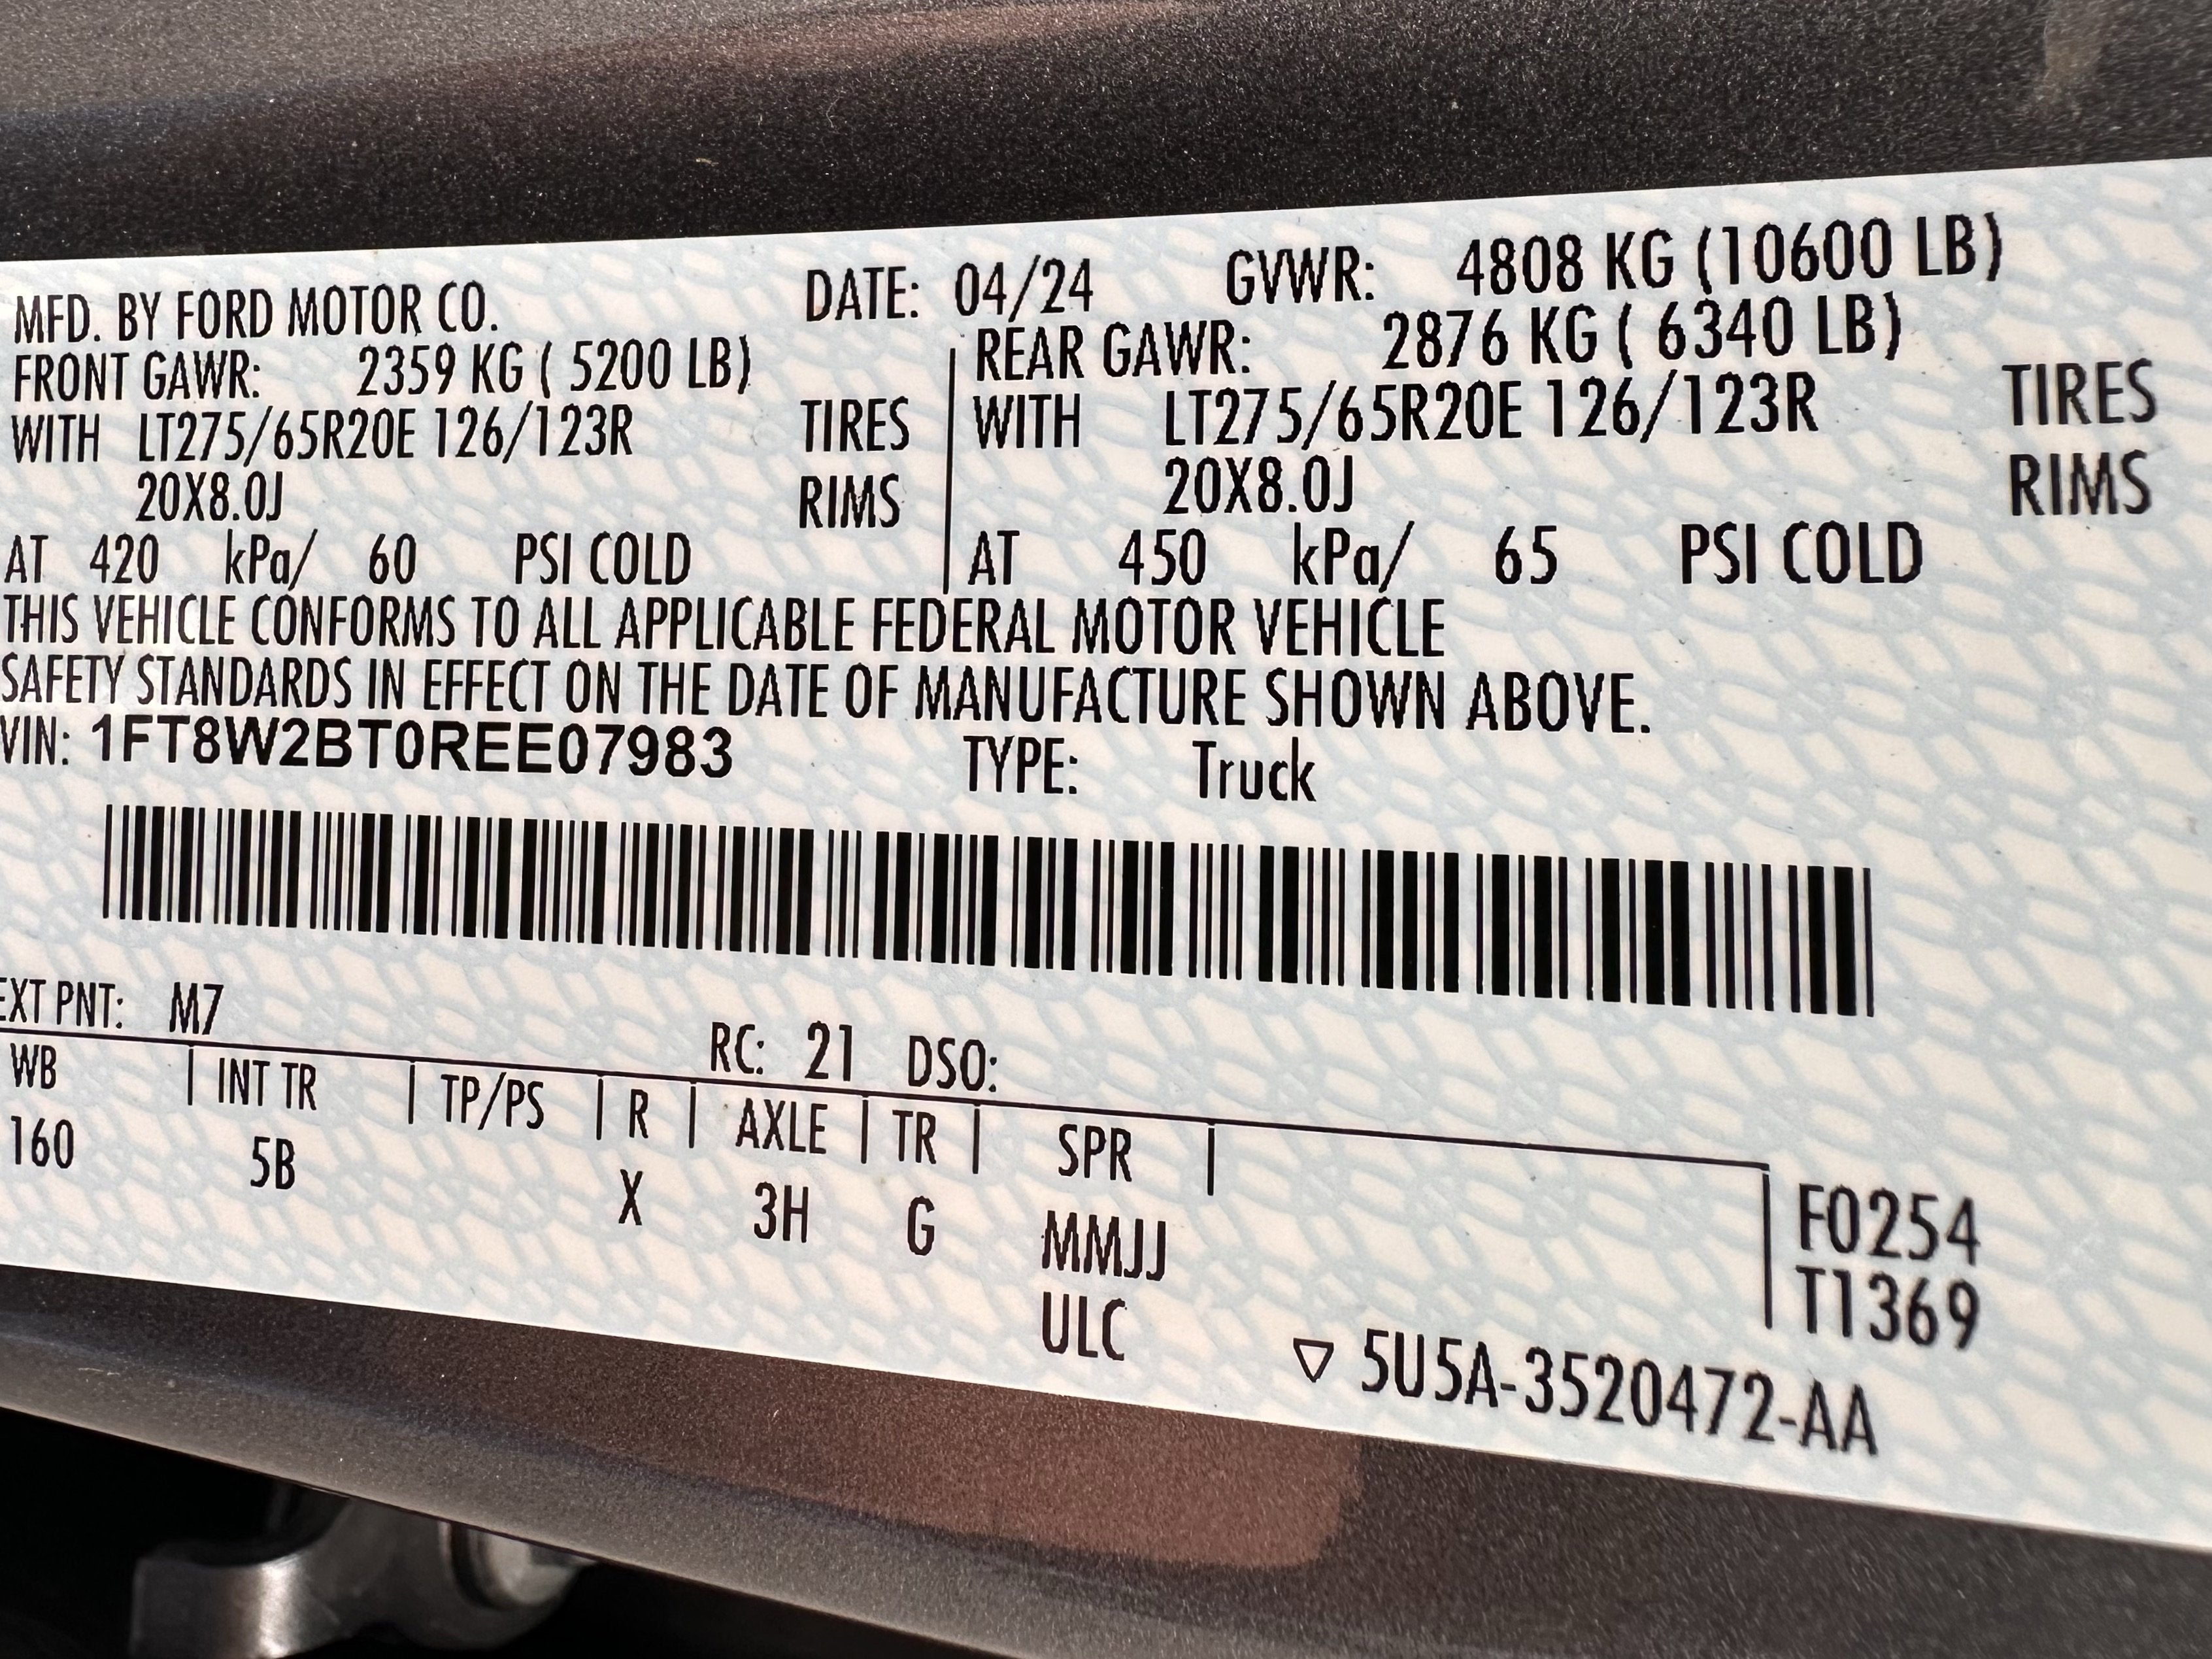 MFD. BY FORD MOTOR CO. DATE: 04/24 GVWR: 4808 KG (10600 LB)
FRONT GAWR: 2359 KG ( 5200 LB) REAR GAWR: 2876 KG ( 6340 LB)
WITH LT275/65R20E 126/123R TIRES WITH LT275/65R20E 126/123R TIRES
20X8.0J RIMS 20X8.0J RIMS
AT 420 kPa/ 60 PSI COLD AT 450 kPa/ 65 PSI COLD
THIS VEHICLE CONFORMS TO ALL APPLICABLE FEDERAL MOTOR VEHICLE
SAFETY STANDARDS IN EFFECT ON THE DATE OF MANUFACTURE SHOWN ABOVE.
VIN: 1FT8W2BT0REE07983 TYPE: Truck
EXT PNT: M7 RC: 21 DSO:
WB INT TR TP/PS R AXLE TR SPR
160 5B X 3H G MMJJ F0254
ULC T1369
▽ 5U5A-3520472-AA